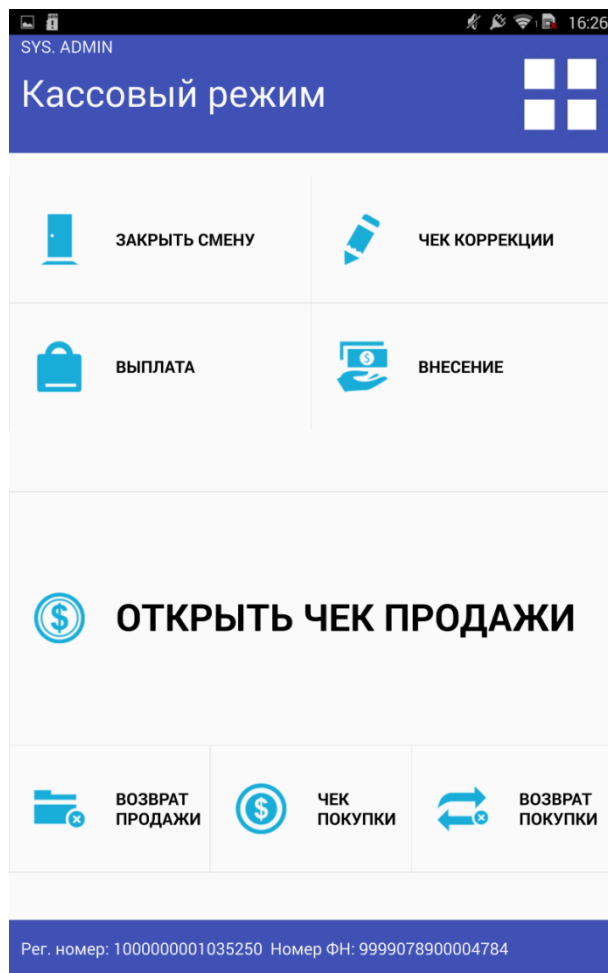 16:26
SYS. ADMIN
Кассовый режим
ЗАКРЫТЬ СМЕНУ
ЧЕК КОРРЕКЦИИ
ВЫПЛАТА
ВНЕСЕНИЕ
ОТКРЫТЬ ЧЕК ПРОДАЖИ
ВОЗВРАТ
ПРОДАЖИ
ЧЕК
ПОКУПКИ
ВОЗВРАТ
ПОКУПКИ
Рег. номер: 1000000001035250 Номер ФН: 9999078900004784